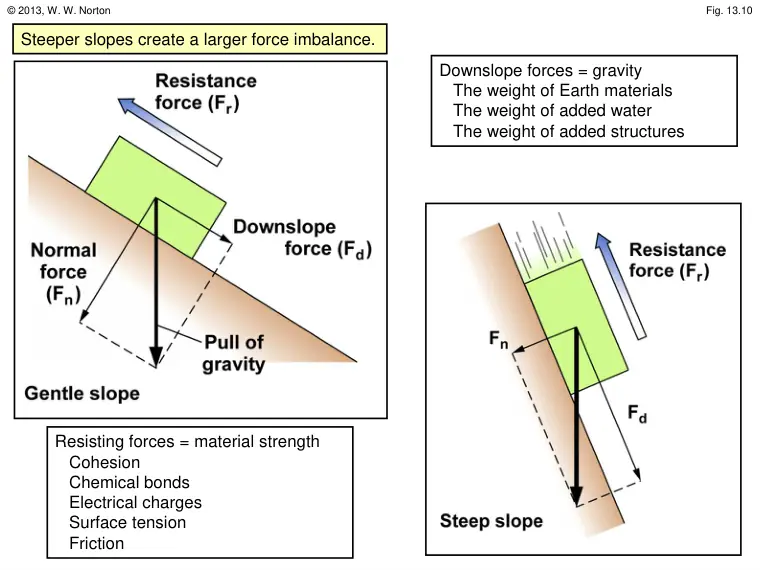 © 2013, W. W. Norton
Fig. 13.10
Steeper slopes create a larger force imbalance.
Resistance
force (Fr)
Downslope
force (Fd)
Normal
force
(Fn)
Pull of
gravity
Gentle slope
Resisting forces = material strength
Cohesion
Chemical bonds
Electrical charges
Surface tension
Friction
Downslope forces = gravity
The weight of Earth materials
The weight of added water
The weight of added structures
Resistance
force (Fr)
Fn
Fd
Steep slope